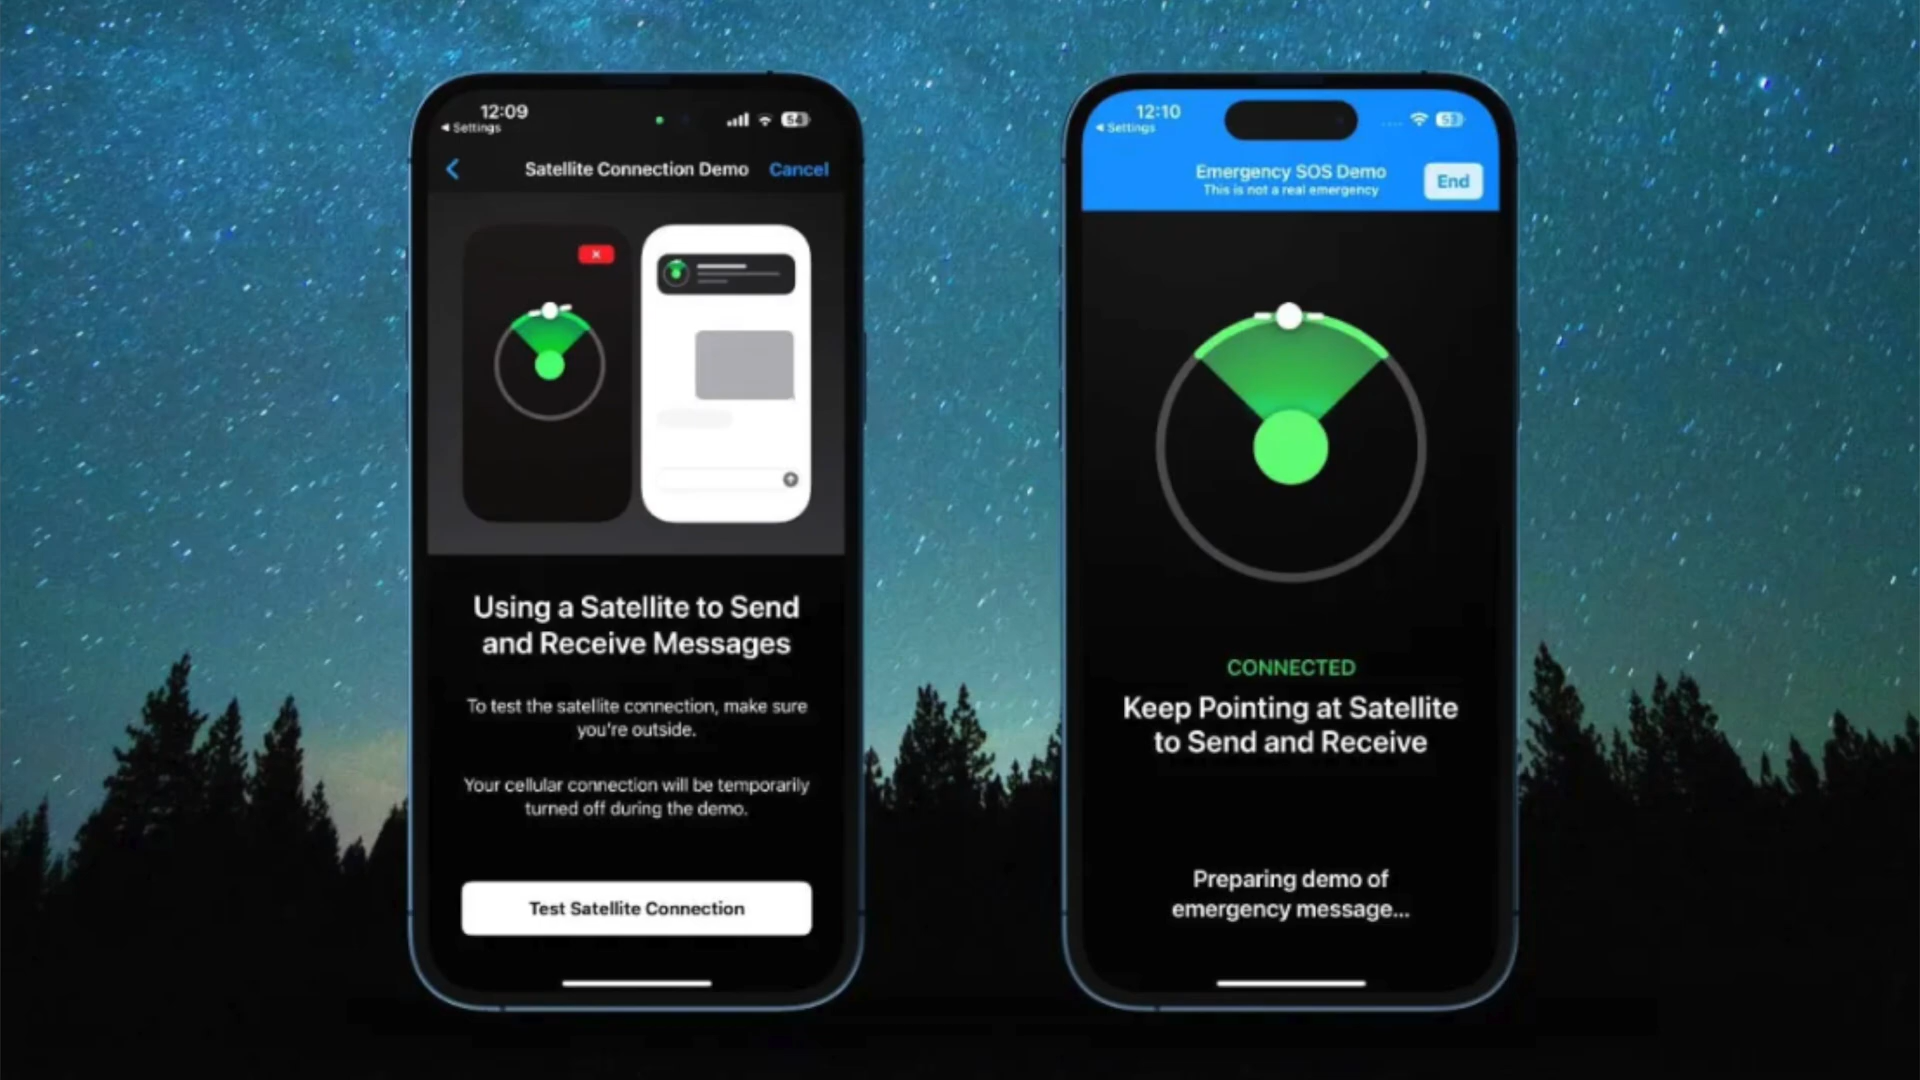 12:09
Settings
54
Satellite Connection Demo
Cancel
Using a Satellite to Send
and Receive Messages
To test the satellite connection, make sure
you're outside.
Your cellular connection will be temporarily
turned off during the demo.
Test Satellite Connection
12:10
Settings
53
Emergency SOS Demo
This is not a real emergency
End
CONNECTED
Keep Pointing at Satellite
to Send and Receive
Preparing demo of
emergency message...